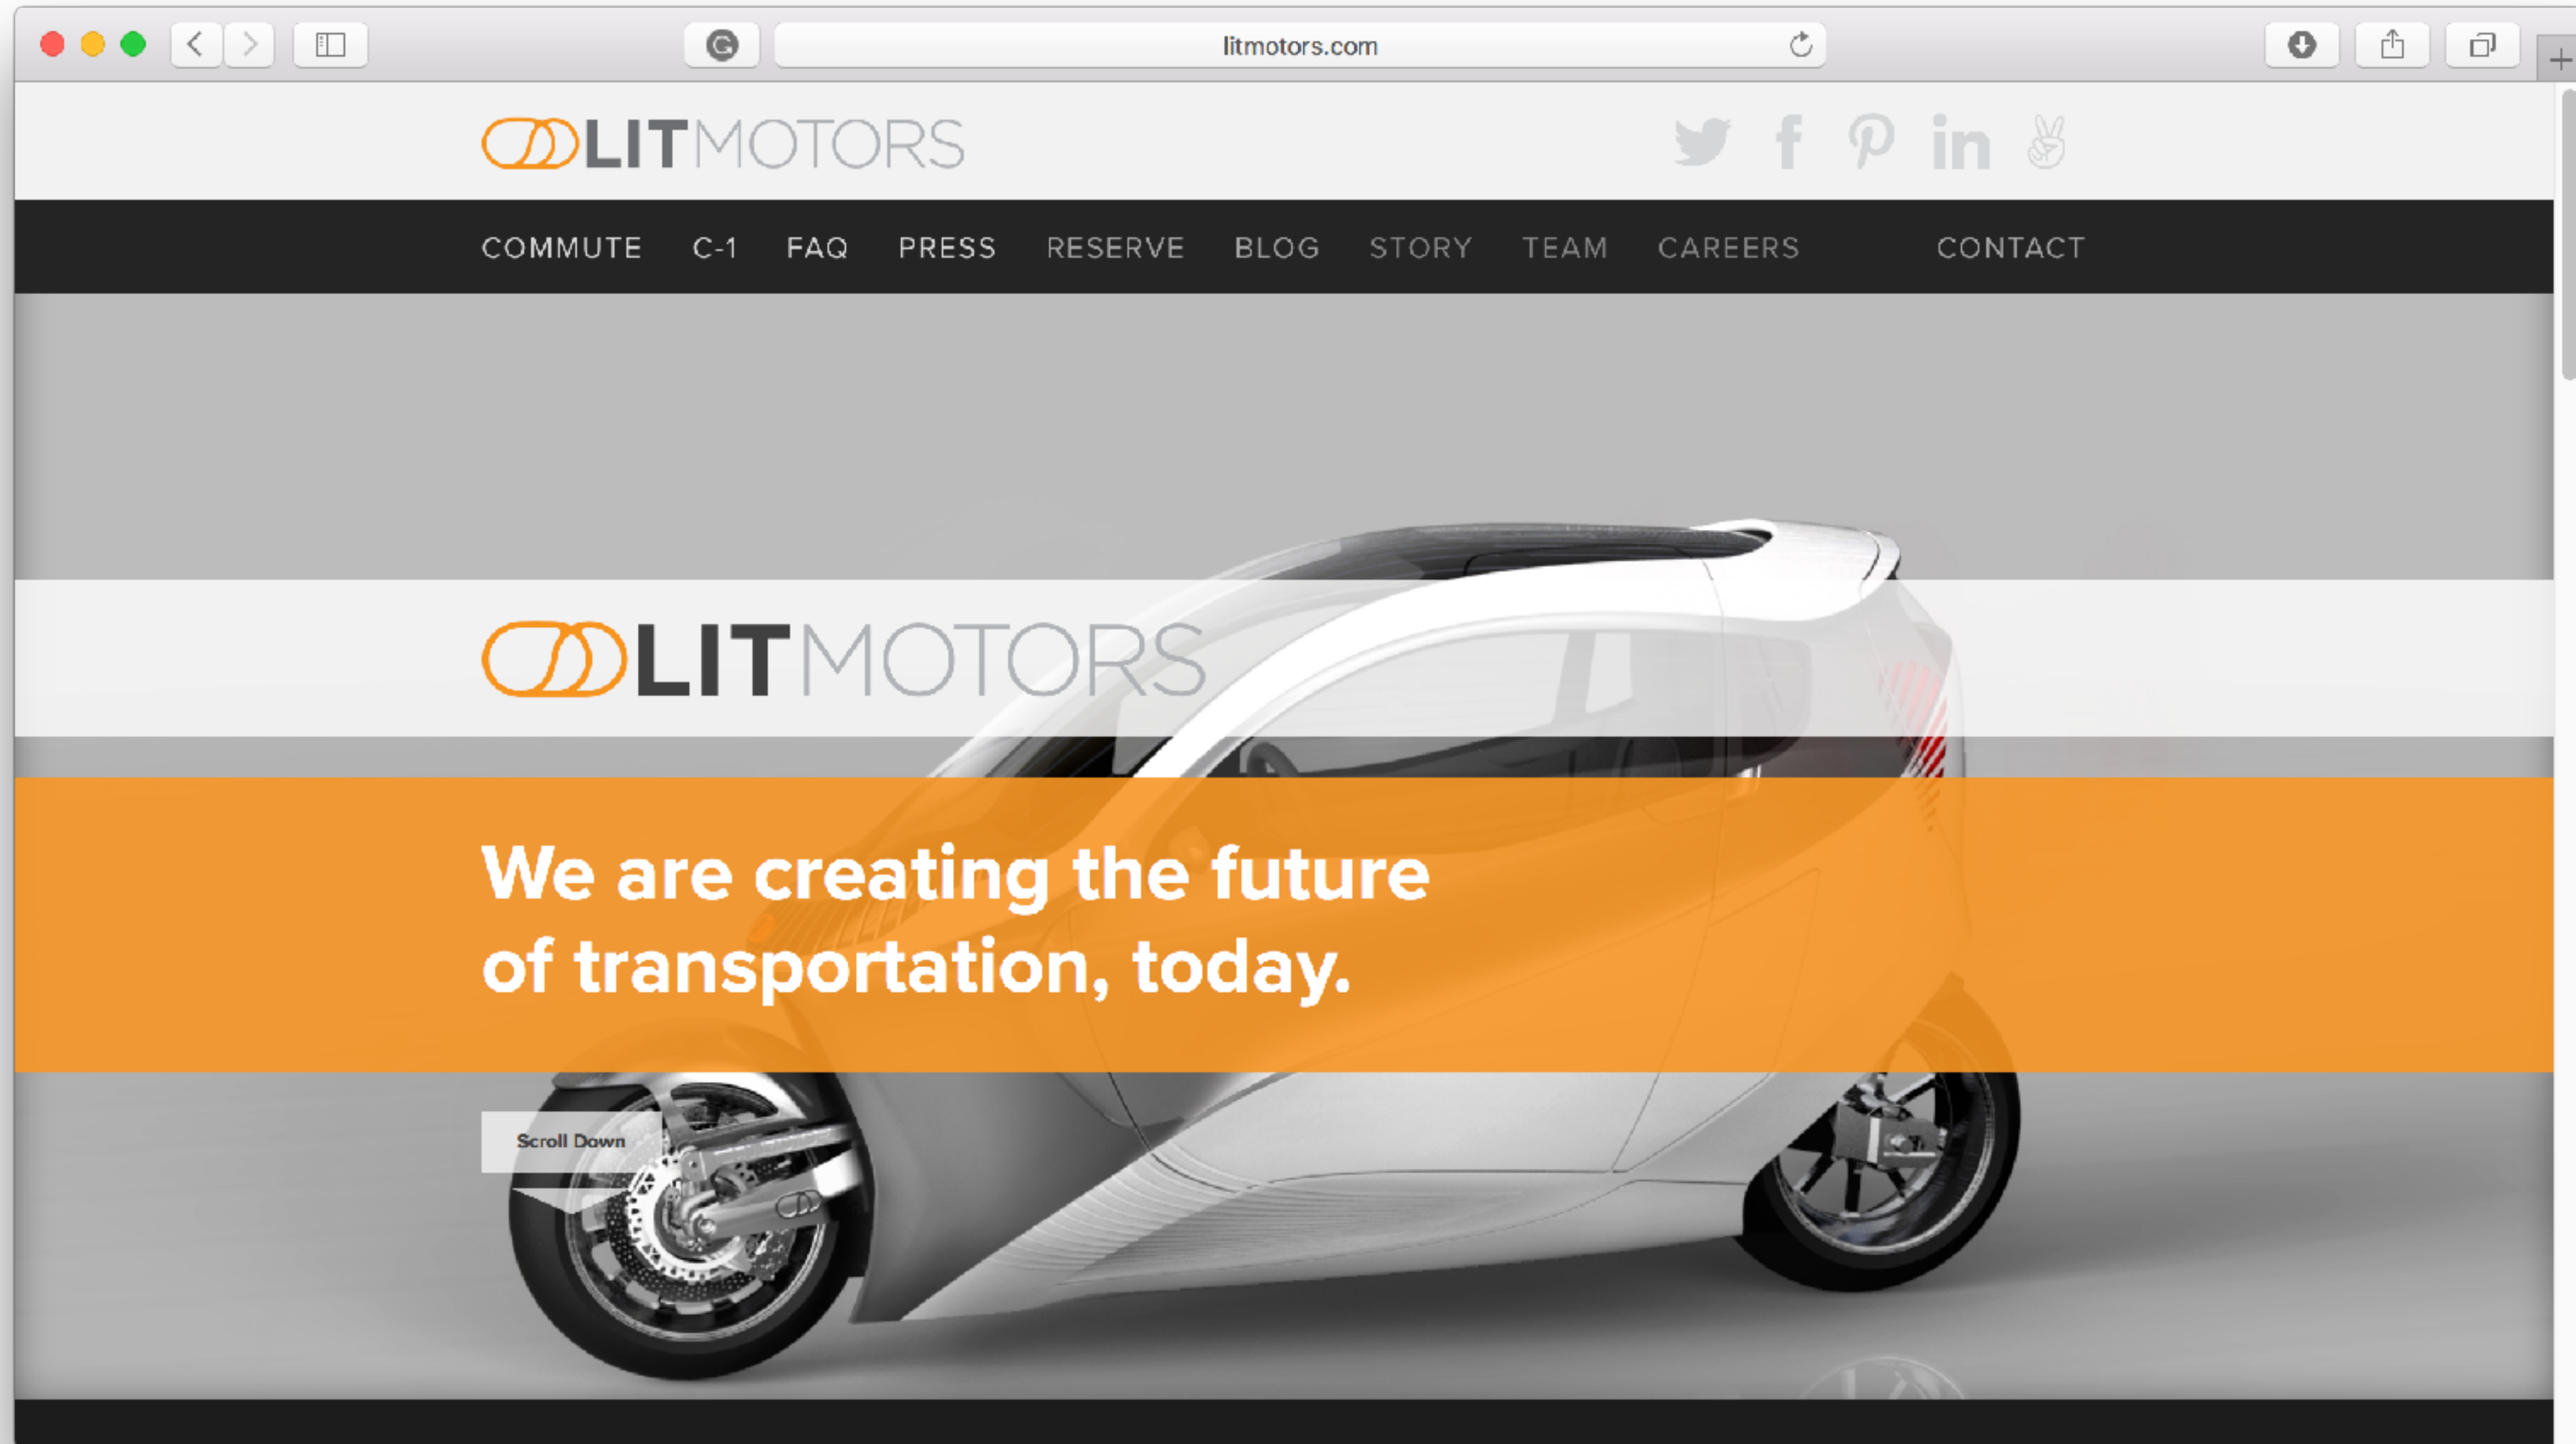 litmotors.com
LITMOTORS
COMMUTE C-1 FAQ PRESS RESERVE BLOG STORY TEAM CAREERS CONTACT
LITMOTORS
We are creating the future
of transportation, today.
Scroll Down